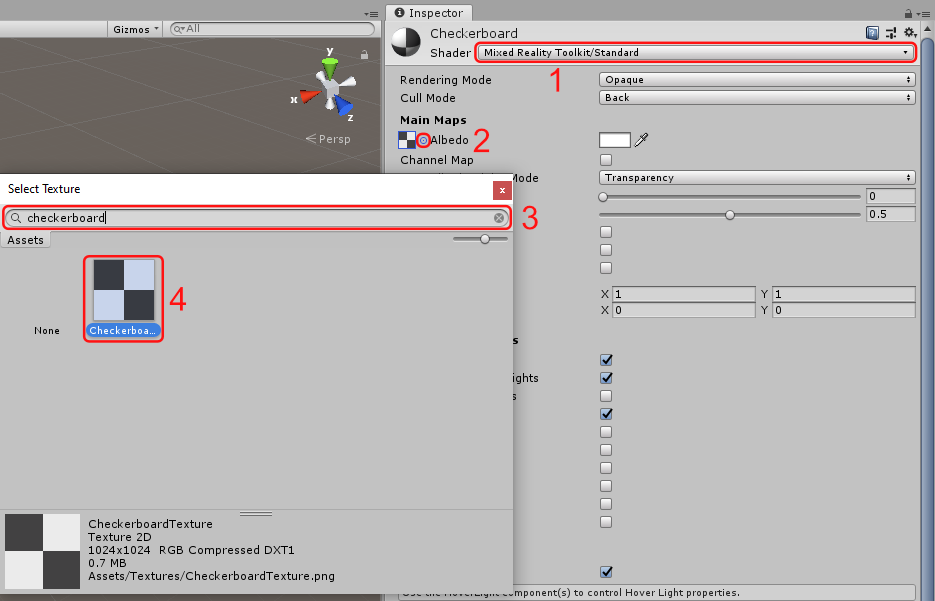 Inspector
Gizmos
All
Checkerboard
Shader
Mixed Reality Toolkit/Standard
1
y
x
z
Persp
Rendering Mode
Opaque
Cull Mode
Back
Main Maps
Albedo
2
Channel Map
Mode
Transparency
0
0.5
X 1 Y 1
X 0 Y 0
s
ights
s
Select Texture
x
checkerboard
3
Assets
None
Checkerboa...
4
CheckerboardTexture
Texture 2D
1024x1024 RGB Compressed DXT1
0.7 MB
Assets/Textures/CheckerboardTexture.png
Use the HoverLight component(s) to control Hover Light properties.